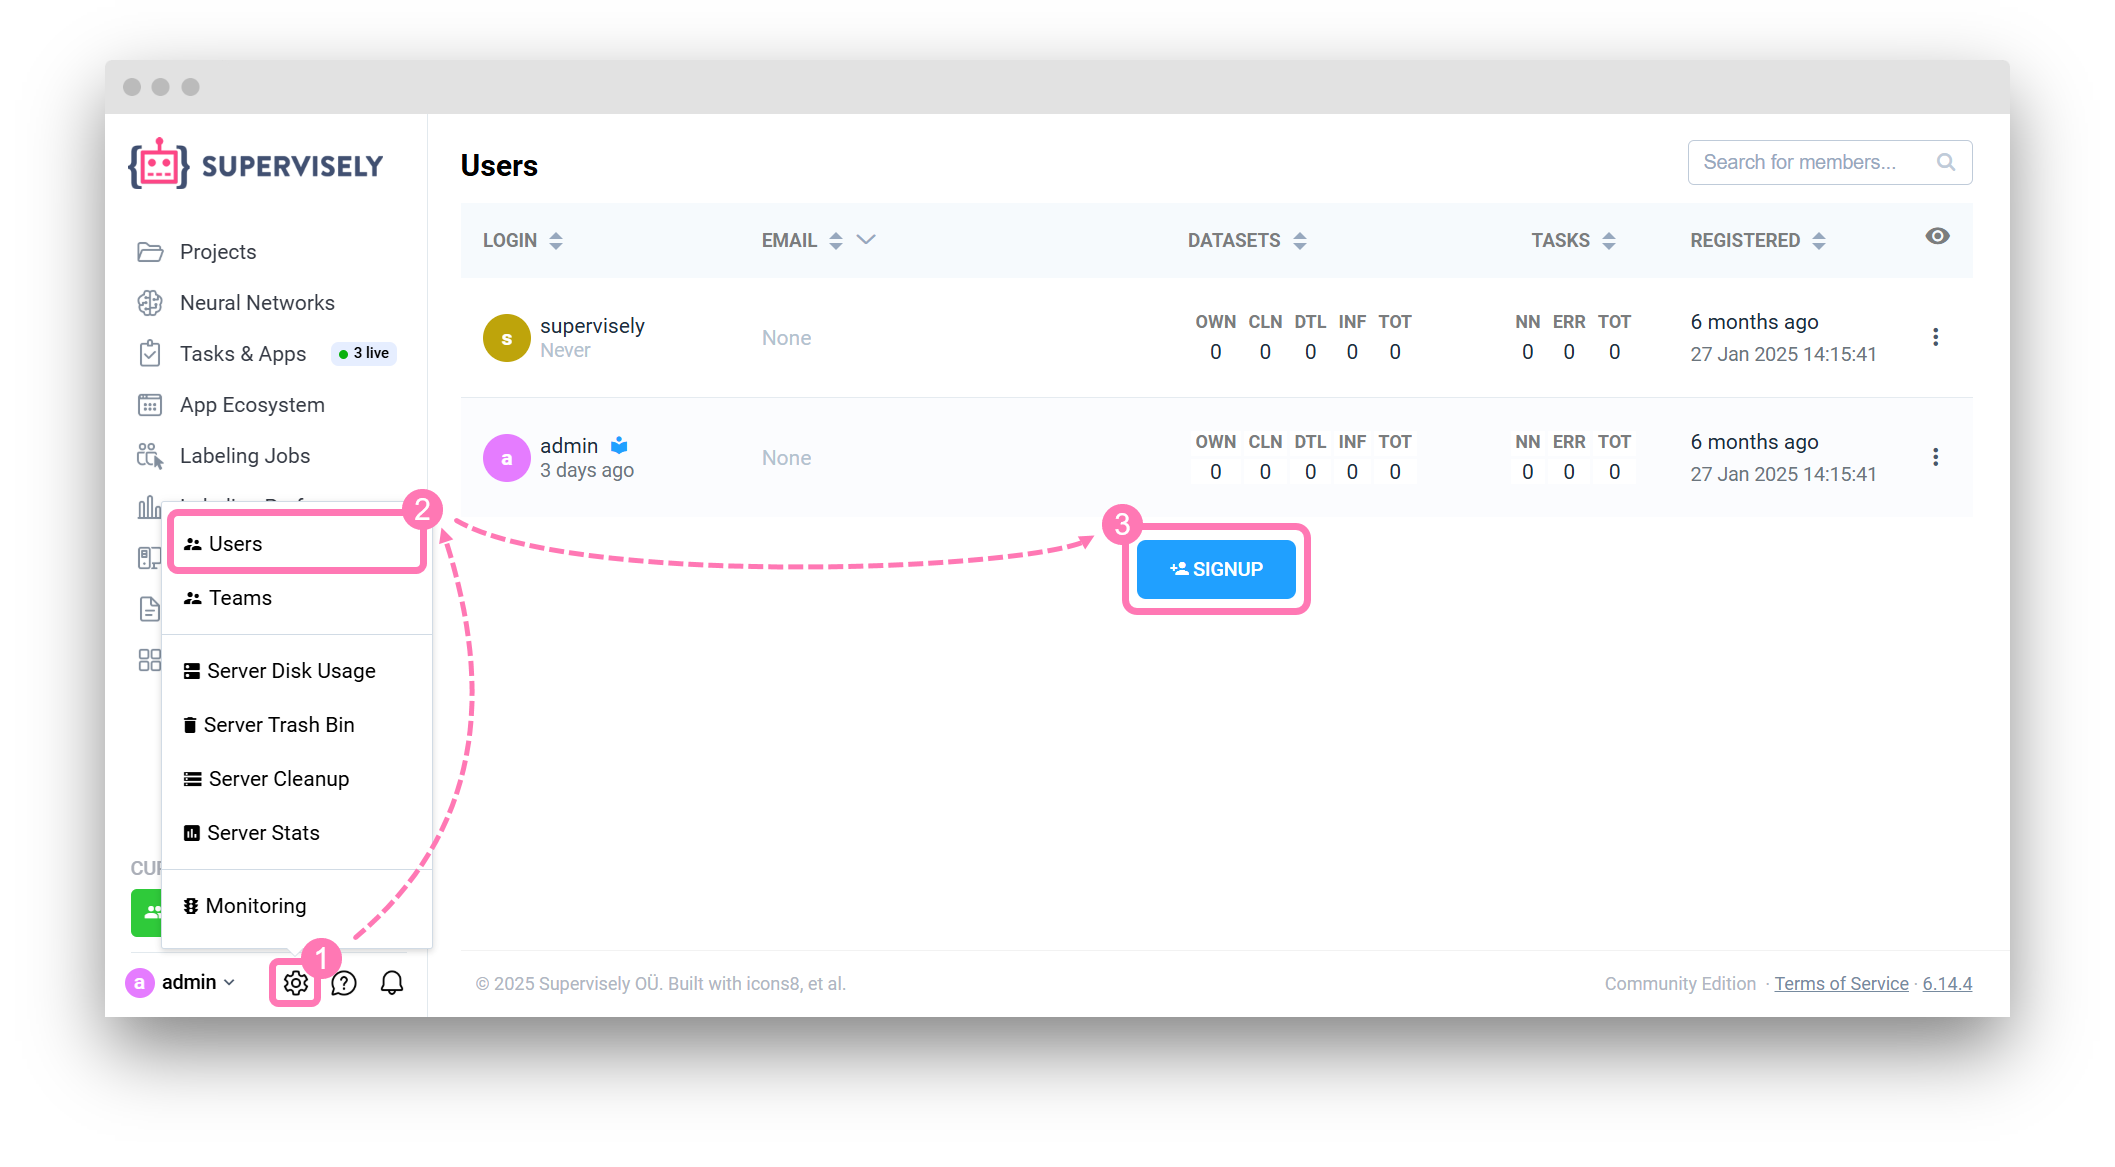 SUPERVISELY
Projects
Neural Networks
Tasks & Apps
3 live
App Ecosystem
Labeling Jobs
2
Users
Teams
Server Disk Usage
Server Trash Bin
Server Cleanup
Server Stats
Monitoring
1
a admin
Users
Search for members...
LOGIN EMAIL DATASETS TASKS REGISTERED
s supervisely
Never
None
OWN CLN DTL INF TOT
0 0 0 0 0
NN ERR TOT
0 0 0
6 months ago
27 Jan 2025 14:15:41
a admin
3 days ago
None
OWN CLN DTL INF TOT
0 0 0 0 0
NN ERR TOT
0 0 0
6 months ago
27 Jan 2025 14:15:41
3
SIGNUP
© 2025 Supervisely OÜ. Built with icons8, et al.
Community Edition · Terms of Service · 6.14.4